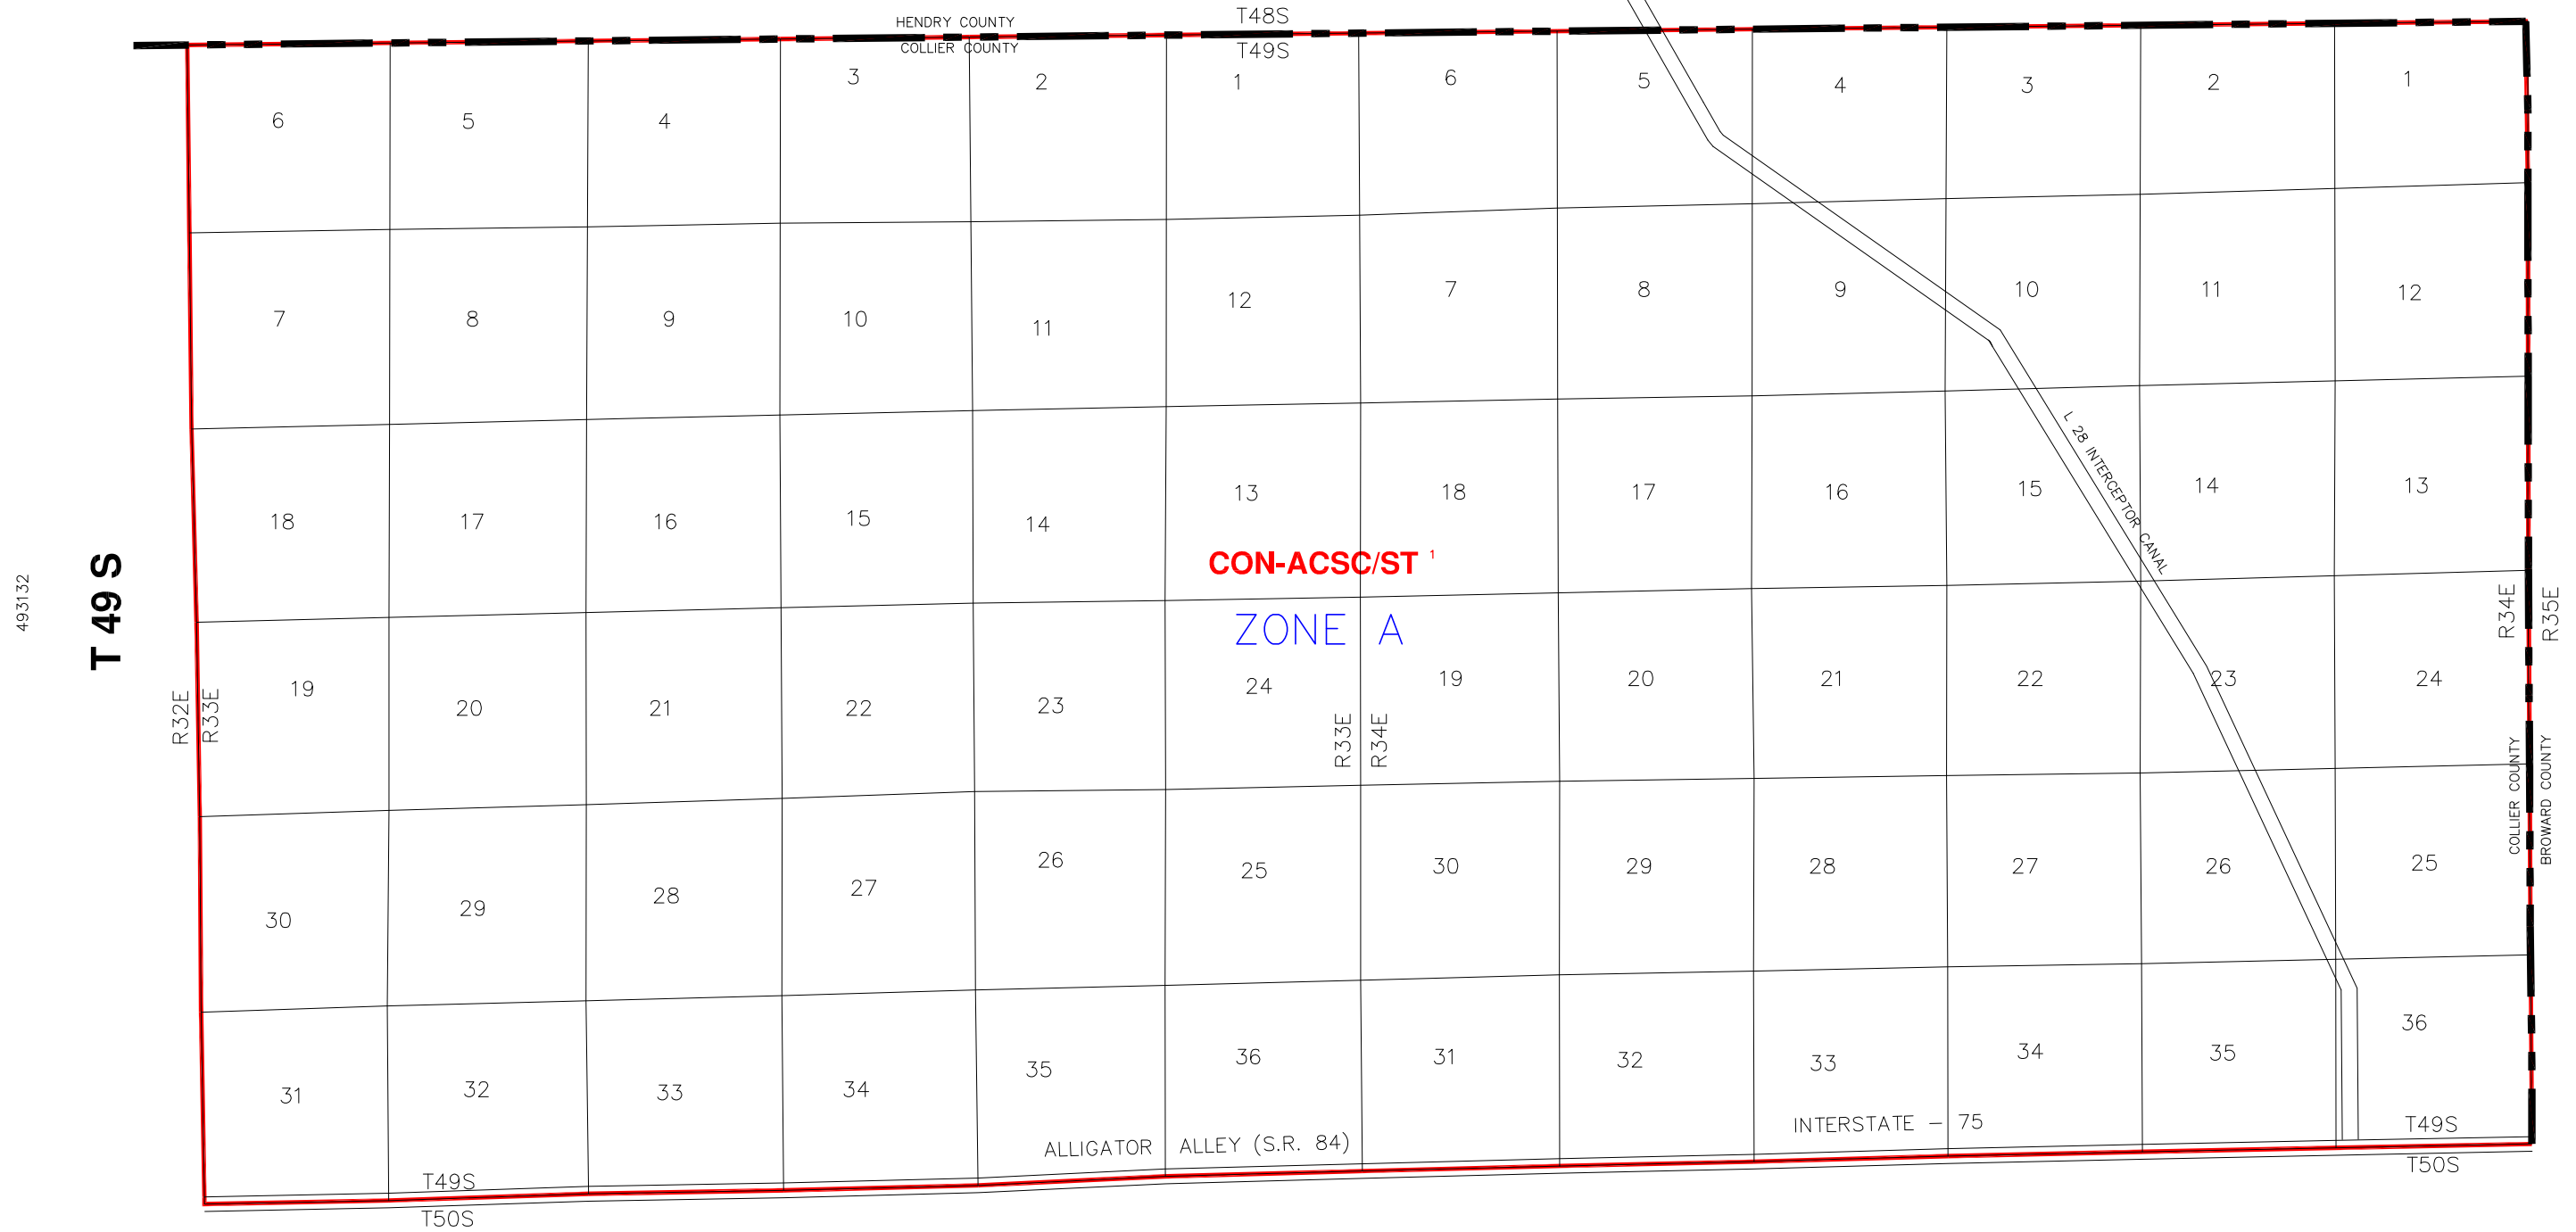 HENDRY COUNTY
T48S
COLLIER COUNTY
T49S
6 5 4 3 2 1 6 5 4 3 2 1
7 8 9 10 11 12 7 8 9 10 11 12
L 28 INTERCEPTOR CANAL
18 17 16 15 14 13 18 17 16 15 14 13
CON-ACSC/ST 1
ZONE A
493132
T 49 S
R34E
R35E
19 20 21 22 23 24 19 20 21 22 23 24
R32E
R33E
R33E
R34E
COLLIER COUNTY
BROWARD COUNTY
30 29 28 27 26 25 30 29 28 27 26 25
31 32 33 34 35 36 31 32 33 34 35 36
ALLIGATOR ALLEY (S.R. 84)
INTERSTATE - 75
T49S
T49S
T50S
T50S